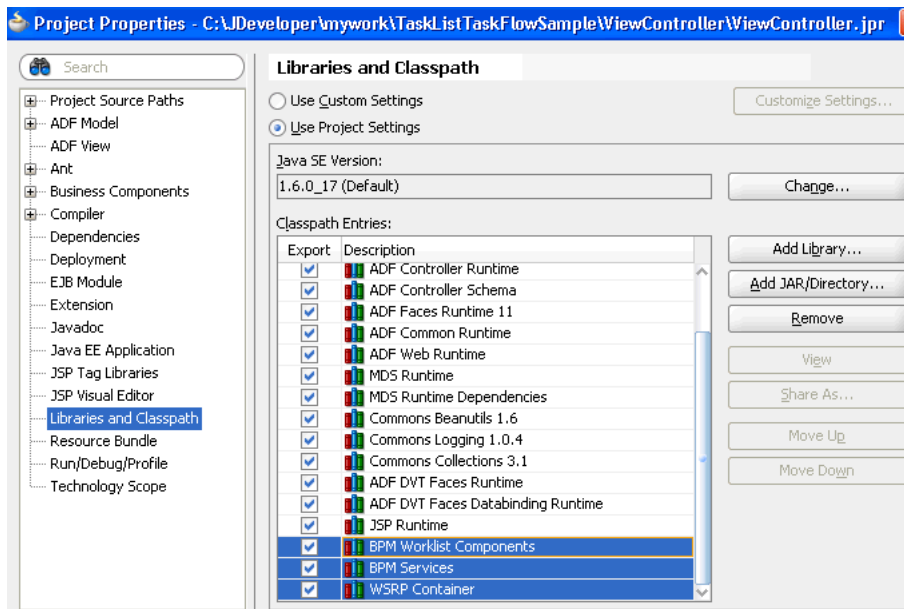 Project Properties - C:\JDeveloper\mywork\TaskListTaskFlowSample\ViewController\ViewController.jpr
Search
Project Source Paths
ADF Model
ADF View
Ant
Business Components
Compiler
Dependencies
Deployment
EJB Module
Extension
Javadoc
Java EE Application
JSP Tag Libraries
JSP Visual Editor
Libraries and Classpath
Resource Bundle
Run/Debug/Profile
Technology Scope
Libraries and Classpath
Use Custom Settings
Customize Settings...
Use Project Settings
Java SE Version:
1.6.0_17 (Default)
Change...
Classpath Entries:
Export Description
ADF Controller Runtime
ADF Controller Schema
ADF Faces Runtime 11
ADF Common Runtime
ADF Web Runtime
MDS Runtime
MDS Runtime Dependencies
Commons Beanutils 1.6
Commons Logging 1.0.4
Commons Collections 3.1
ADF DVT Faces Runtime
ADF DVT Faces Databinding Runtime
JSP Runtime
BPM Worklist Components
BPM Services
WSRP Container
Add Library...
Add JAR/Directory...
Remove
View
Share As...
Move Up
Move Down